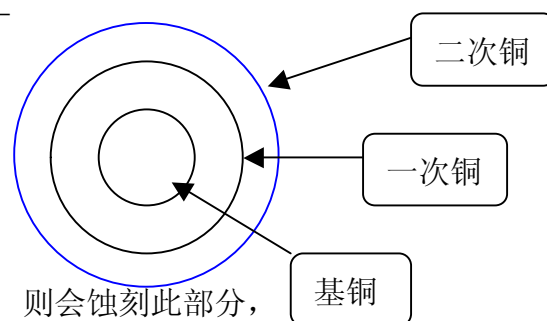 二次铜
一次铜
基铜
则会蚀刻此部分，